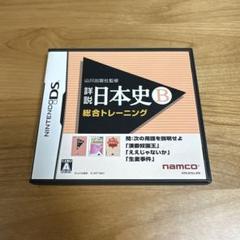 NINTENDO DS
山川出版社監修
詳説
日本史B
総合トレーニング
問:次の用語を説明せよ
「漢委奴国王」
「ええじゃないか」
「生麦事件」
A
namco